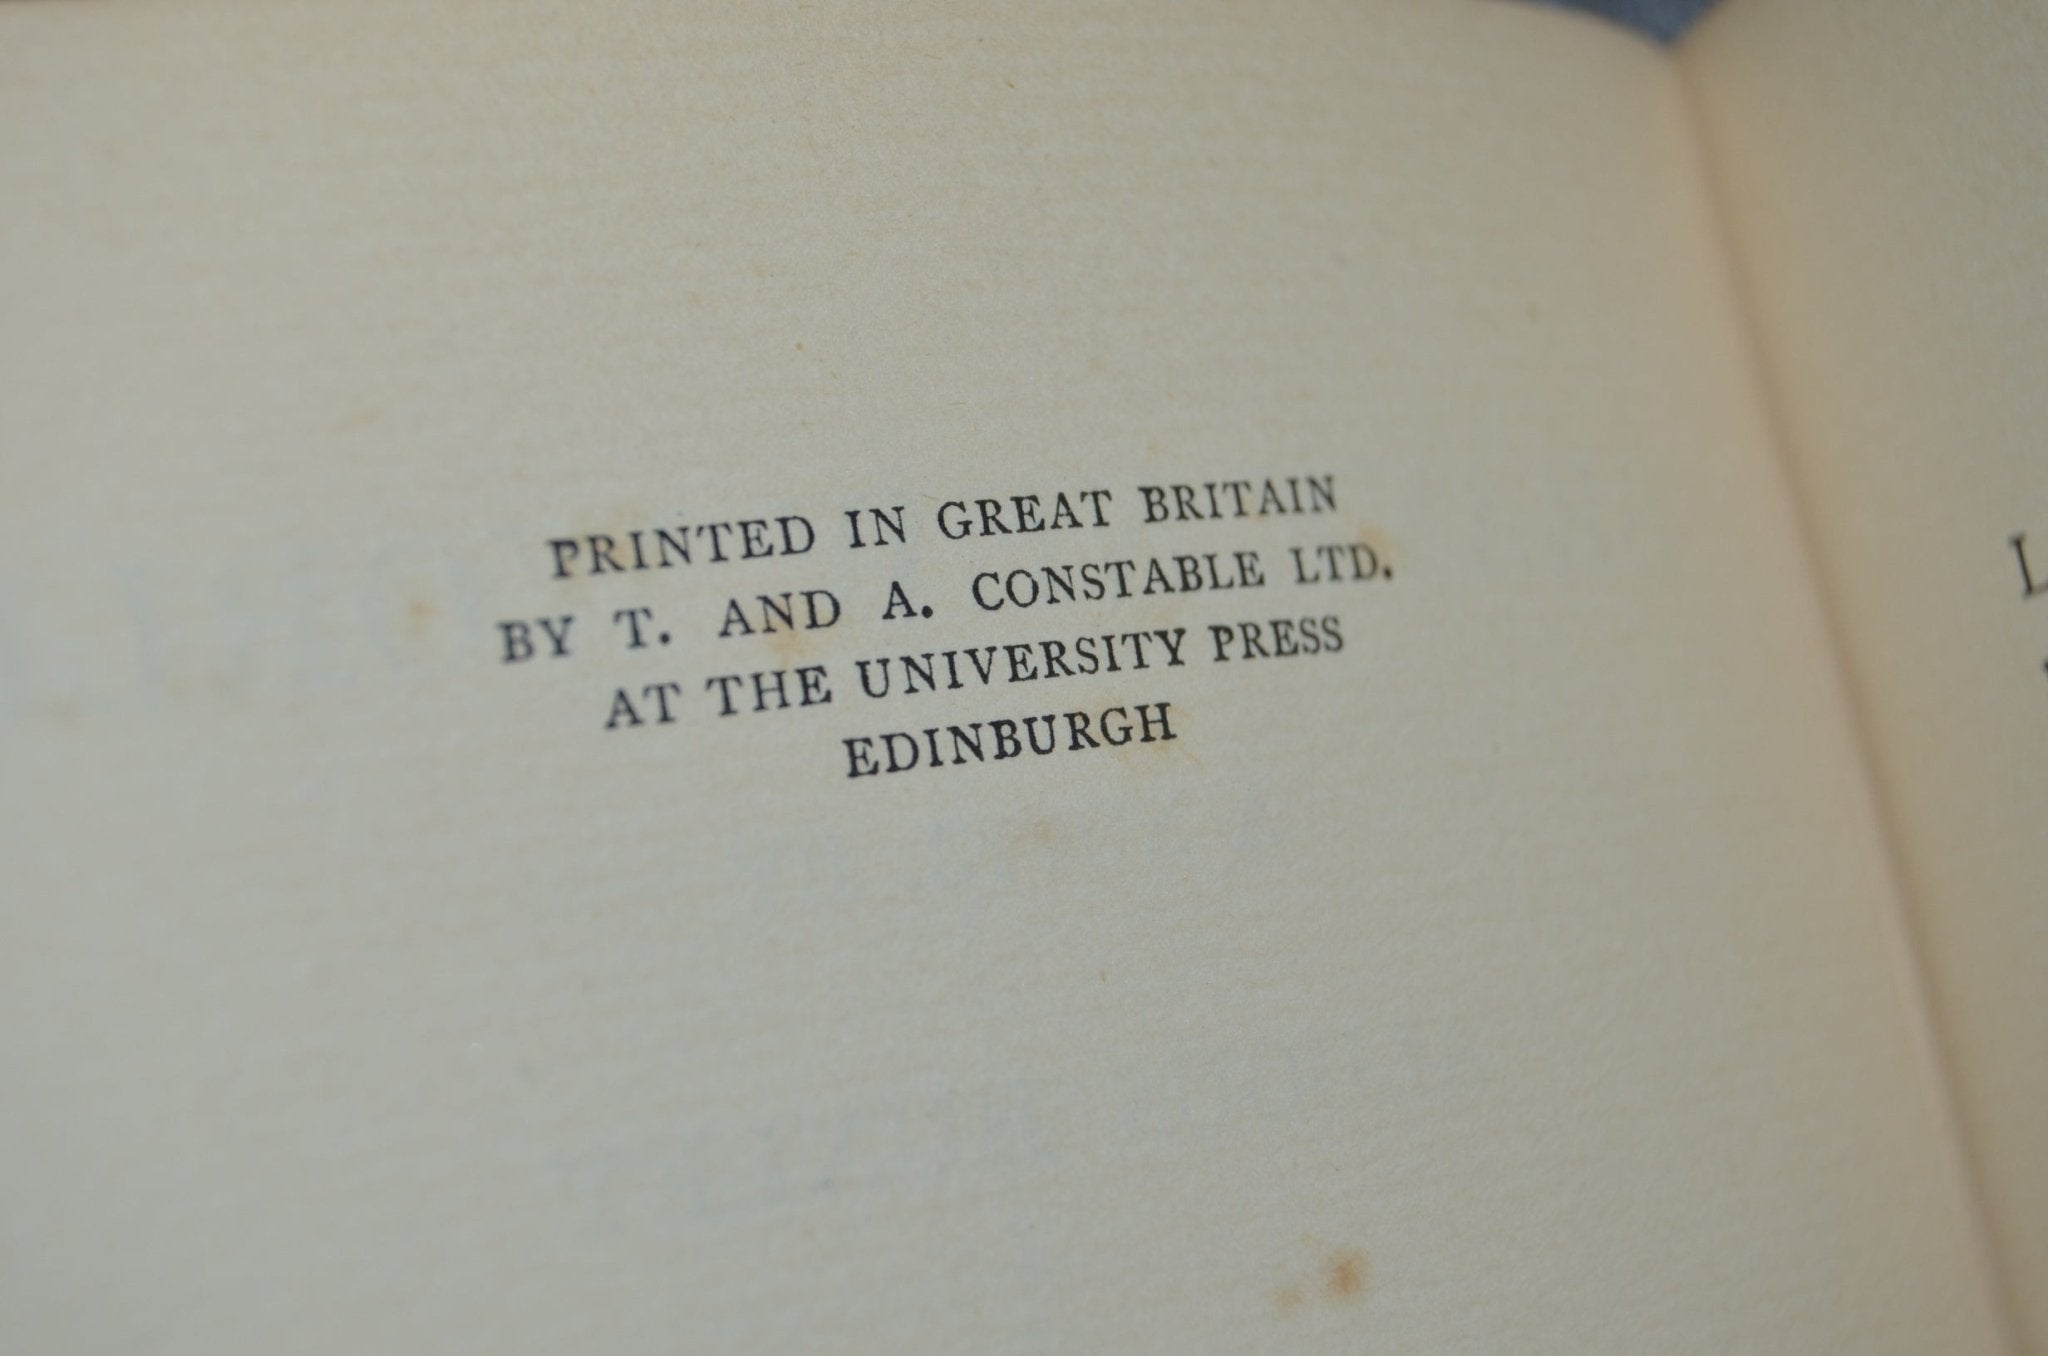 PRINTED IN GREAT BRITAIN
BY T. AND A. CONSTABLE LTD.
AT THE UNIVERSITY PRESS
EDINBURGH